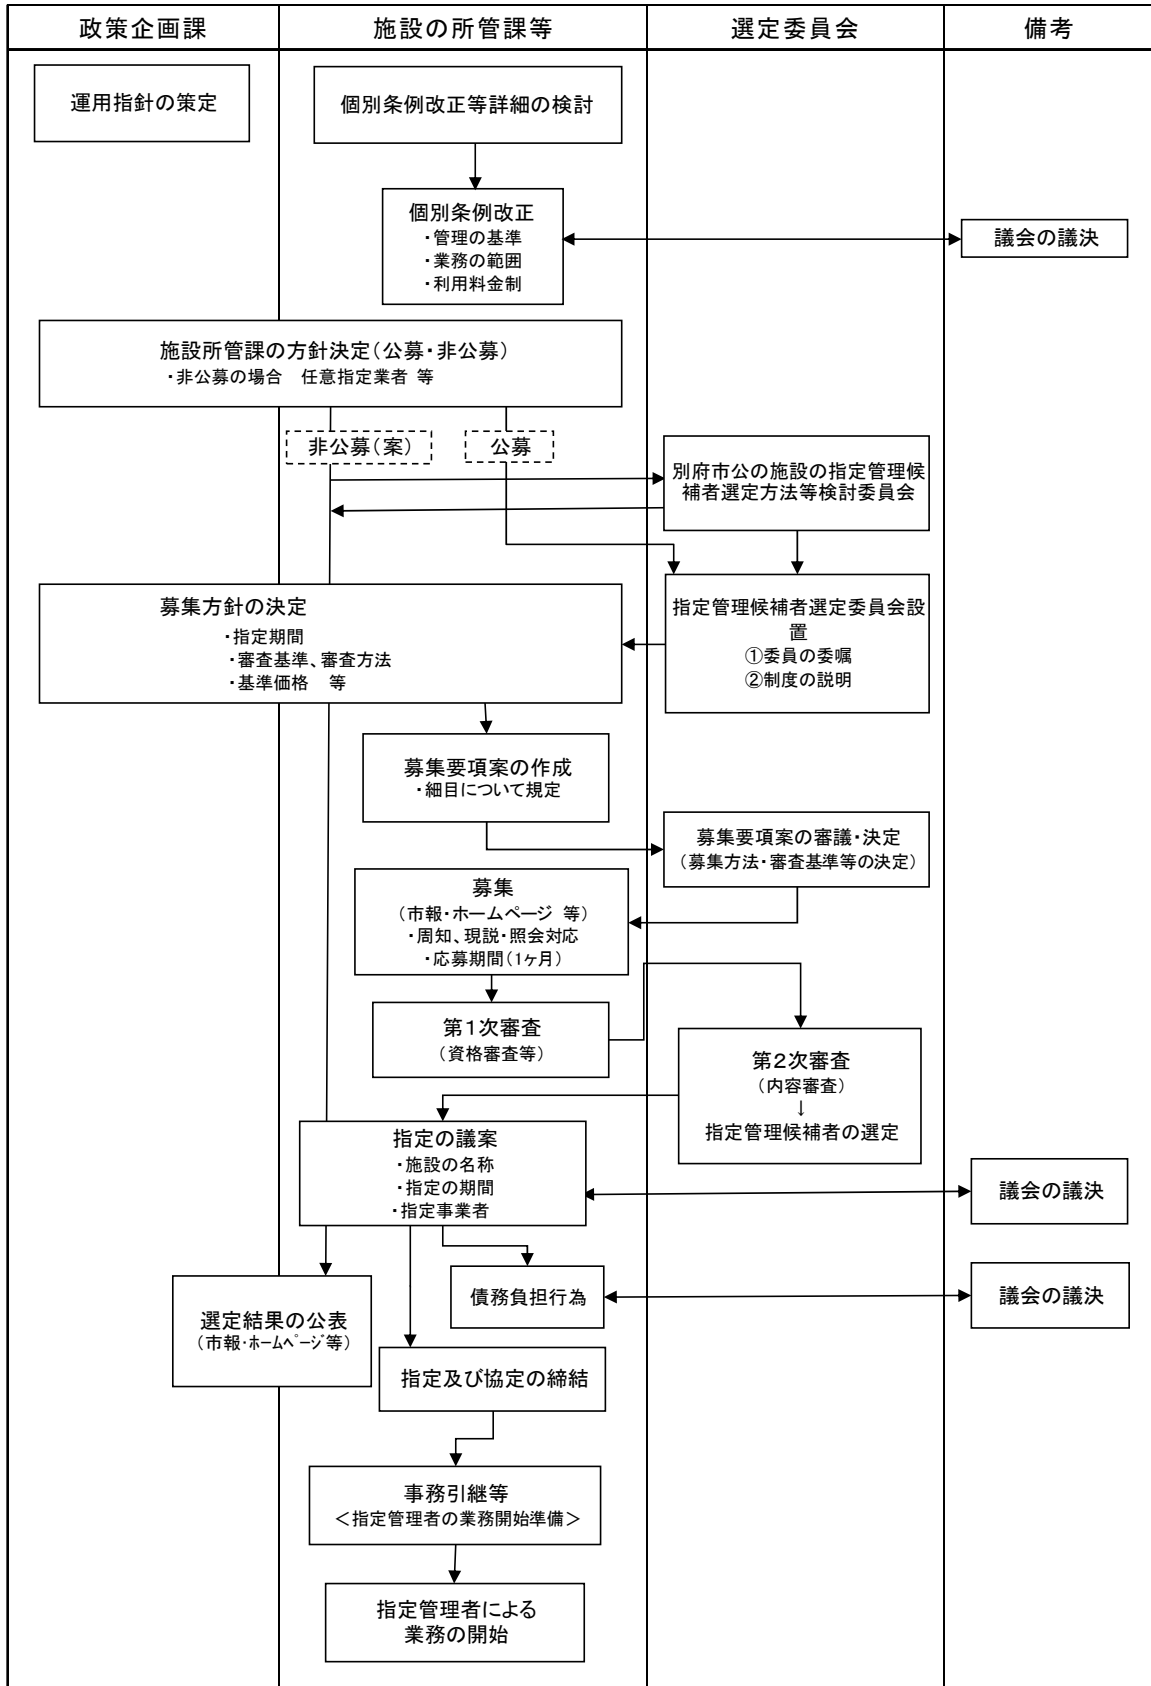 政策企画課
施設の所管課等
選定委員会
備考
運用指針の策定
個別条例改正等詳細の検討
個別条例改正
・管理の基準
・業務の範囲
・利用料金制
議会の議決
施設所管課の方針決定(公募・非公募)
・非公募の場合　任意指定業者 等
非公募(案)
公募
別府市公の施設の指定管理候
補者選定方法等検討委員会
募集方針の決定
・指定期間
・審査基準、審査方法
・基準価格　等
指定管理候補者選定委員会設
置
①委員の委嘱
②制度の説明
募集要項案の作成
・細目について規定
募集要項案の審議・決定
(募集方法・審査基準等の決定)
募集
(市報・ホームページ 等)
・周知、現説・照会対応
・応募期間(1ヶ月)
第1次審査
(資格審査等)
第2次審査
(内容審査)
↓
指定管理候補者の選定
指定の議案
・施設の名称
・指定の期間
・指定事業者
議会の議決
債務負担行為
議会の議決
選定結果の公表
(市報・ホームページ等)
指定及び協定の締結
事務引継等
<指定管理者の業務開始準備>
指定管理者による
業務の開始